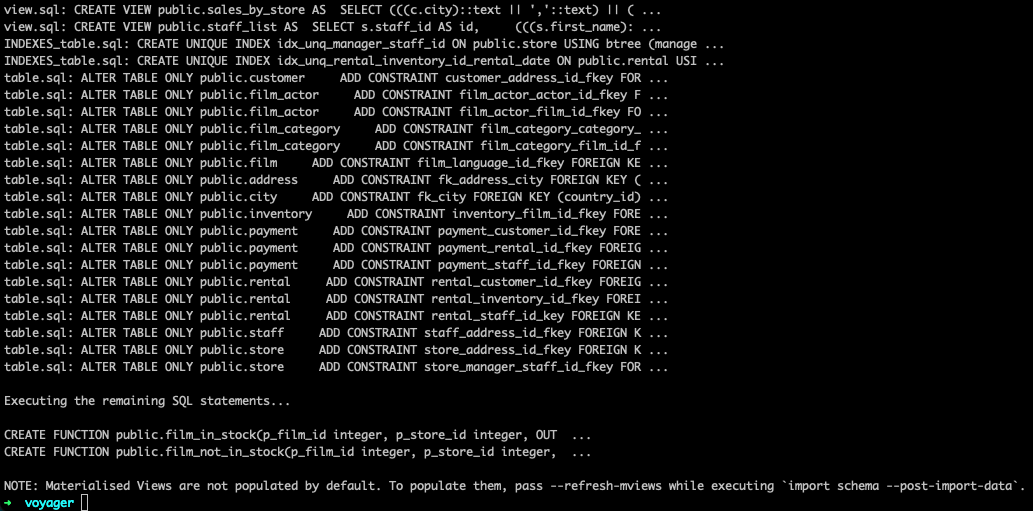 view.sql: CREATE VIEW public.sales_by_store AS  SELECT (((c.city)::text || ','::text) || ( ...
view.sql: CREATE VIEW public.staff_list AS  SELECT s.staff_id AS id,     (((s.first_name): ...
INDEXES_table.sql: CREATE UNIQUE INDEX idx_unq_manager_staff_id ON public.store USING btree (manage ...
INDEXES_table.sql: CREATE UNIQUE INDEX idx_unq_rental_inventory_id_rental_date ON public.rental USI ...
table.sql: ALTER TABLE ONLY public.customer     ADD CONSTRAINT customer_address_id_fkey FOR ...
table.sql: ALTER TABLE ONLY public.film_actor     ADD CONSTRAINT film_actor_actor_id_fkey F ...
table.sql: ALTER TABLE ONLY public.film_actor     ADD CONSTRAINT film_actor_film_id_fkey FO ...
table.sql: ALTER TABLE ONLY public.film_category     ADD CONSTRAINT film_category_category_ ...
table.sql: ALTER TABLE ONLY public.film_category     ADD CONSTRAINT film_category_film_id_f ...
table.sql: ALTER TABLE ONLY public.film     ADD CONSTRAINT film_language_id_fkey FOREIGN KE ...
table.sql: ALTER TABLE ONLY public.address     ADD CONSTRAINT fk_address_city FOREIGN KEY ( ...
table.sql: ALTER TABLE ONLY public.city     ADD CONSTRAINT fk_city FOREIGN KEY (country_id) ...
table.sql: ALTER TABLE ONLY public.inventory     ADD CONSTRAINT inventory_film_id_fkey FORE ...
table.sql: ALTER TABLE ONLY public.payment     ADD CONSTRAINT payment_customer_id_fkey FORE ...
table.sql: ALTER TABLE ONLY public.payment     ADD CONSTRAINT payment_rental_id_fkey FOREIG ...
table.sql: ALTER TABLE ONLY public.payment     ADD CONSTRAINT payment_staff_id_fkey FOREIGN ...
table.sql: ALTER TABLE ONLY public.rental     ADD CONSTRAINT rental_customer_id_fkey FOREIG ...
table.sql: ALTER TABLE ONLY public.rental     ADD CONSTRAINT rental_inventory_id_fkey FOREI ...
table.sql: ALTER TABLE ONLY public.rental     ADD CONSTRAINT rental_staff_id_key FOREIGN KE ...
table.sql: ALTER TABLE ONLY public.staff     ADD CONSTRAINT staff_address_id_fkey FOREIGN K ...
table.sql: ALTER TABLE ONLY public.store     ADD CONSTRAINT store_address_id_fkey FOREIGN K ...
table.sql: ALTER TABLE ONLY public.store     ADD CONSTRAINT store_manager_staff_id_fkey FOR ...
Executing the remaining SQL statements...
CREATE FUNCTION public.film_in_stock(p_film_id integer, p_store_id integer, OUT  ...
CREATE FUNCTION public.film_not_in_stock(p_film_id integer, p_store_id integer,  ...
NOTE: Materialised Views are not populated by default. To populate them, pass --refresh-mviews while executing `import schema --post-import-data`.
→ voyager